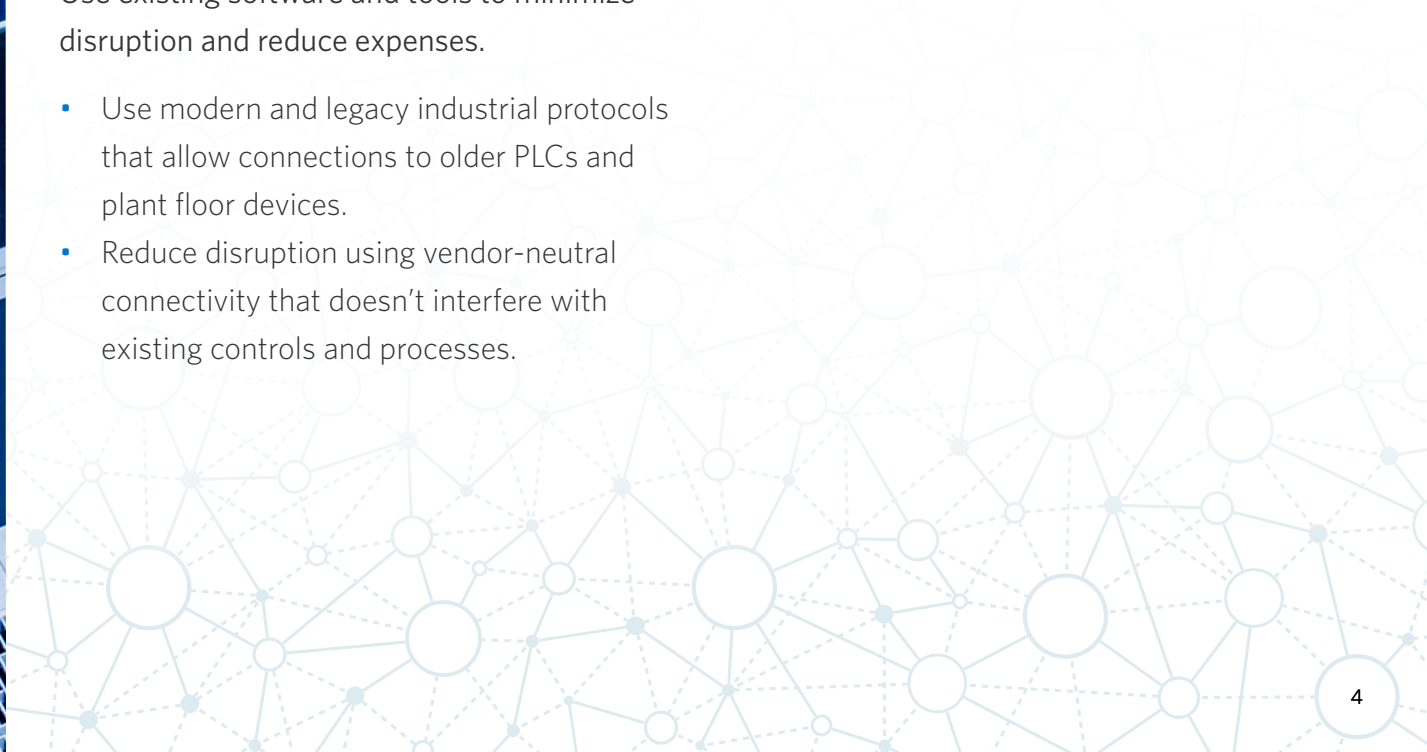 Use existing software and tools to minimize
disruption and reduce expenses.
• Use modern and legacy industrial protocols
that allow connections to older PLCs and
plant floor devices.
• Reduce disruption using vendor-neutral
connectivity that doesn’t interfere with
existing controls and processes.
4